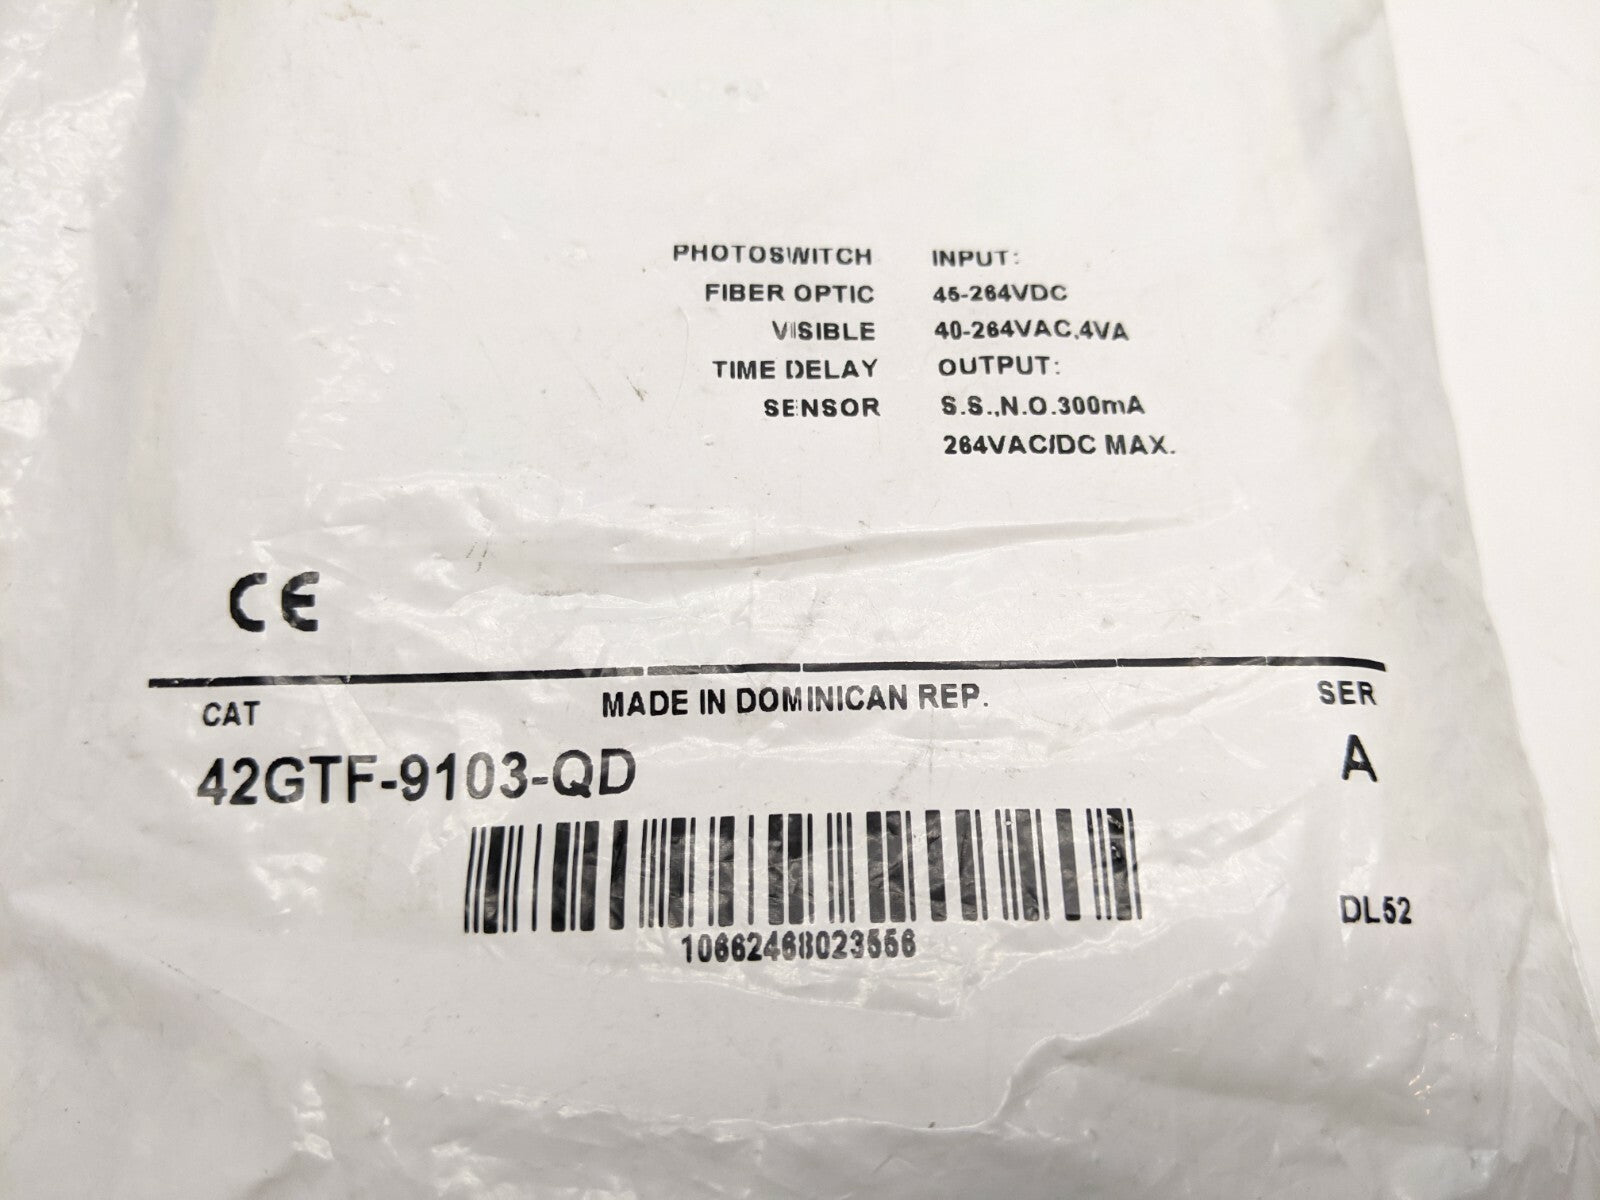 PHOTOSWITCH
FIBER OPTIC
VISIBLE
TIME DELAY
SENSOR
INPUT:
45-264VDC
40-264VAC,4VA
OUTPUT:
S.S.,N.O.300mA
264VAC/DC MAX.
CE
CAT
MADE IN DOMINICAN REP.
SER
42GTF-9103-QD
A
DL52
10662468023556